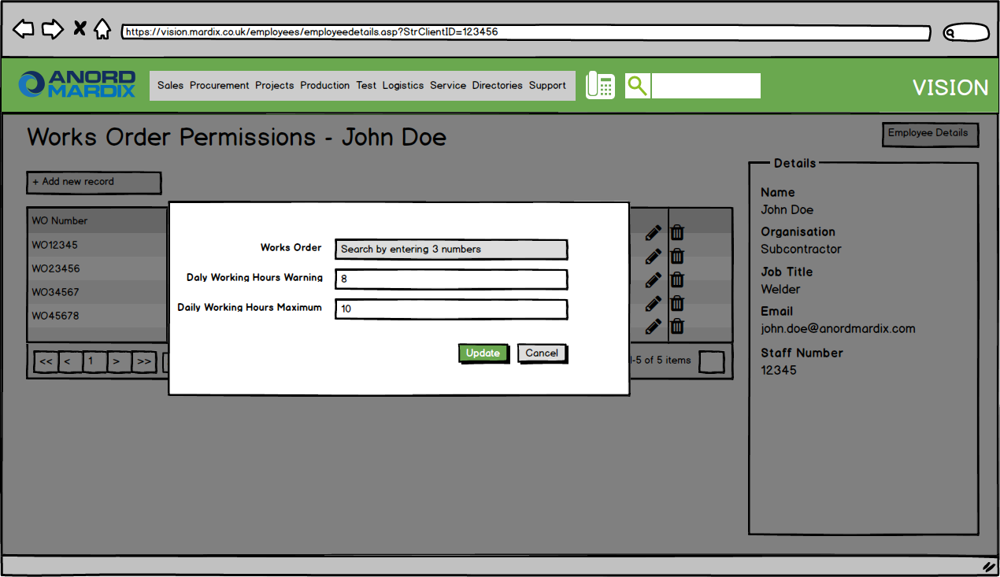 https://vision.mardix.co.uk/employees/employeedetails.asp?StrClientID=123456
ANORD
MARDIX
Sales Procurement Projects Production Test Logistics Service Directories Support
VISION
Works Order Permissions - John Doe
Employee Details
+ Add new record
WO Number
WO12345
WO23456
WO34567
WO45678
<< < 1 > >>
-5 of 5 items
Works Order
Search by entering 3 numbers
Daly Working Hours Warning
8
Daily Working Hours Maximum
10
Update
Cancel
Details
Name
John Doe
Organisation
Subcontractor
Job Title
Welder
Email
john.doe@anordmardix.com
Staff Number
12345